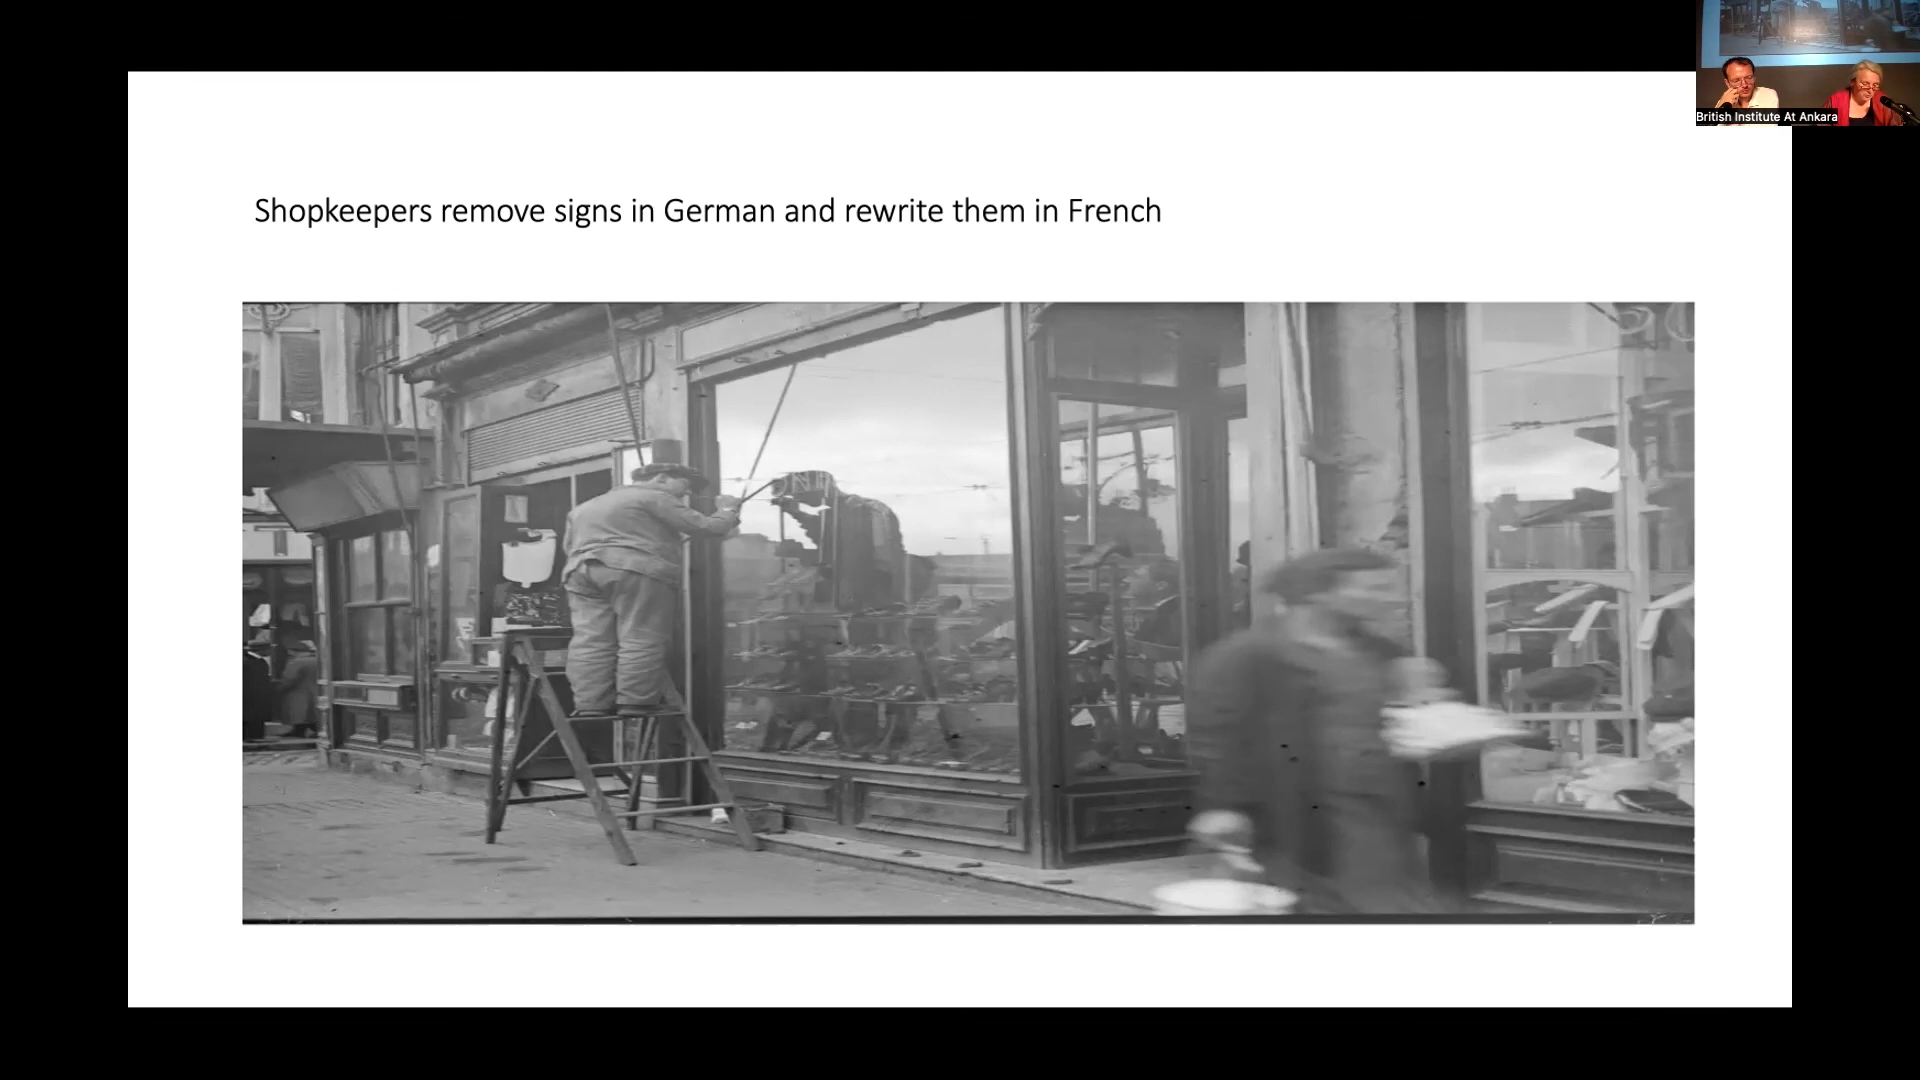 British Institute At Ankara
Shopkeepers remove signs in German and rewrite them in French